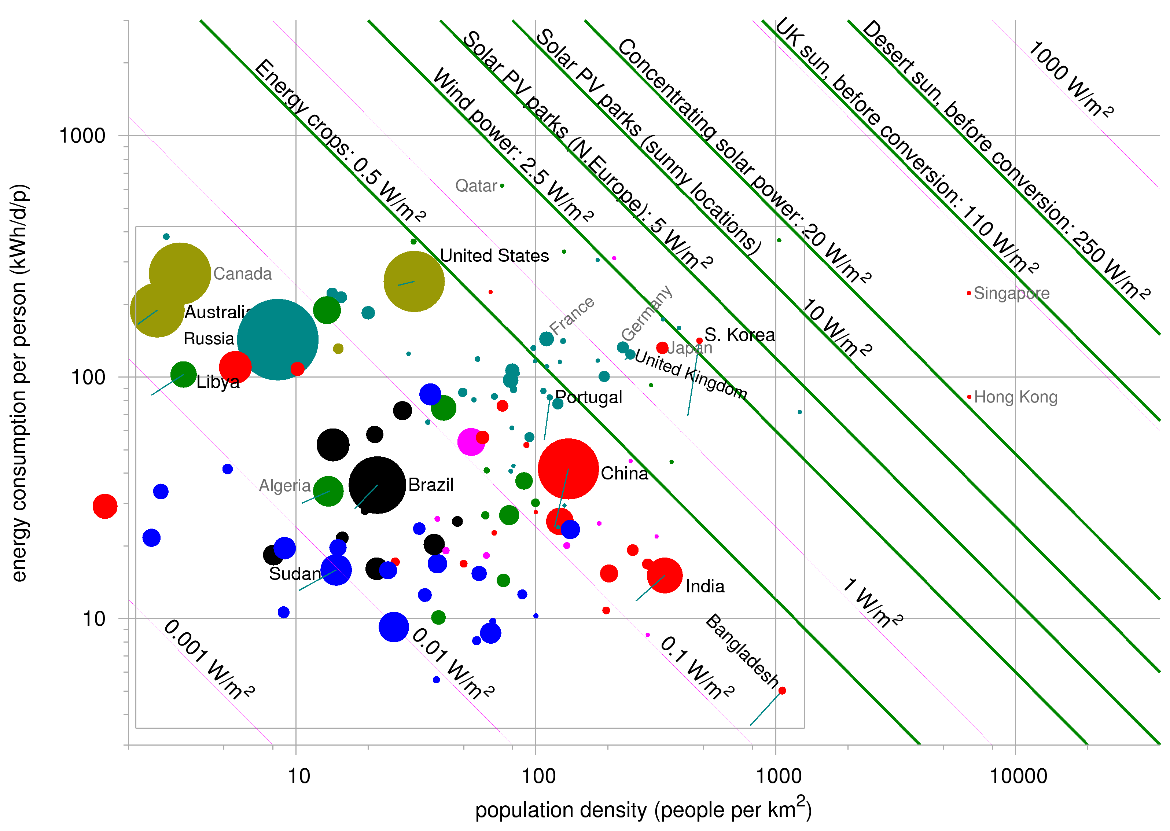 energy consumption per person (kWh/d/p)
1000
100
10
Energy crops: 0.5 W/m²
Wind power: 2.5 W/m²
Solar PV parks (N.Europe): 5 W/m²
Solar PV parks (sunny locations)
10 W/m²
Concentrating solar power: 20 W/m²
UK sun, before conversion: 110 W/m²
Desert sun, before conversion: 250 W/m²
1000 W/m²
Qatar
United States
Canada
Australia
Russia
Libya
France
Germany
Japan
S. Korea
United Kingdom
Portugal
Singapore
Hong Kong
Algeria
Brazil
China
Sudan
India
Bangladesh
0.001 W/m²
0.01 W/m²
0.1 W/m²
1 W/m²
10
100
1000
10000
population density (people per km²)